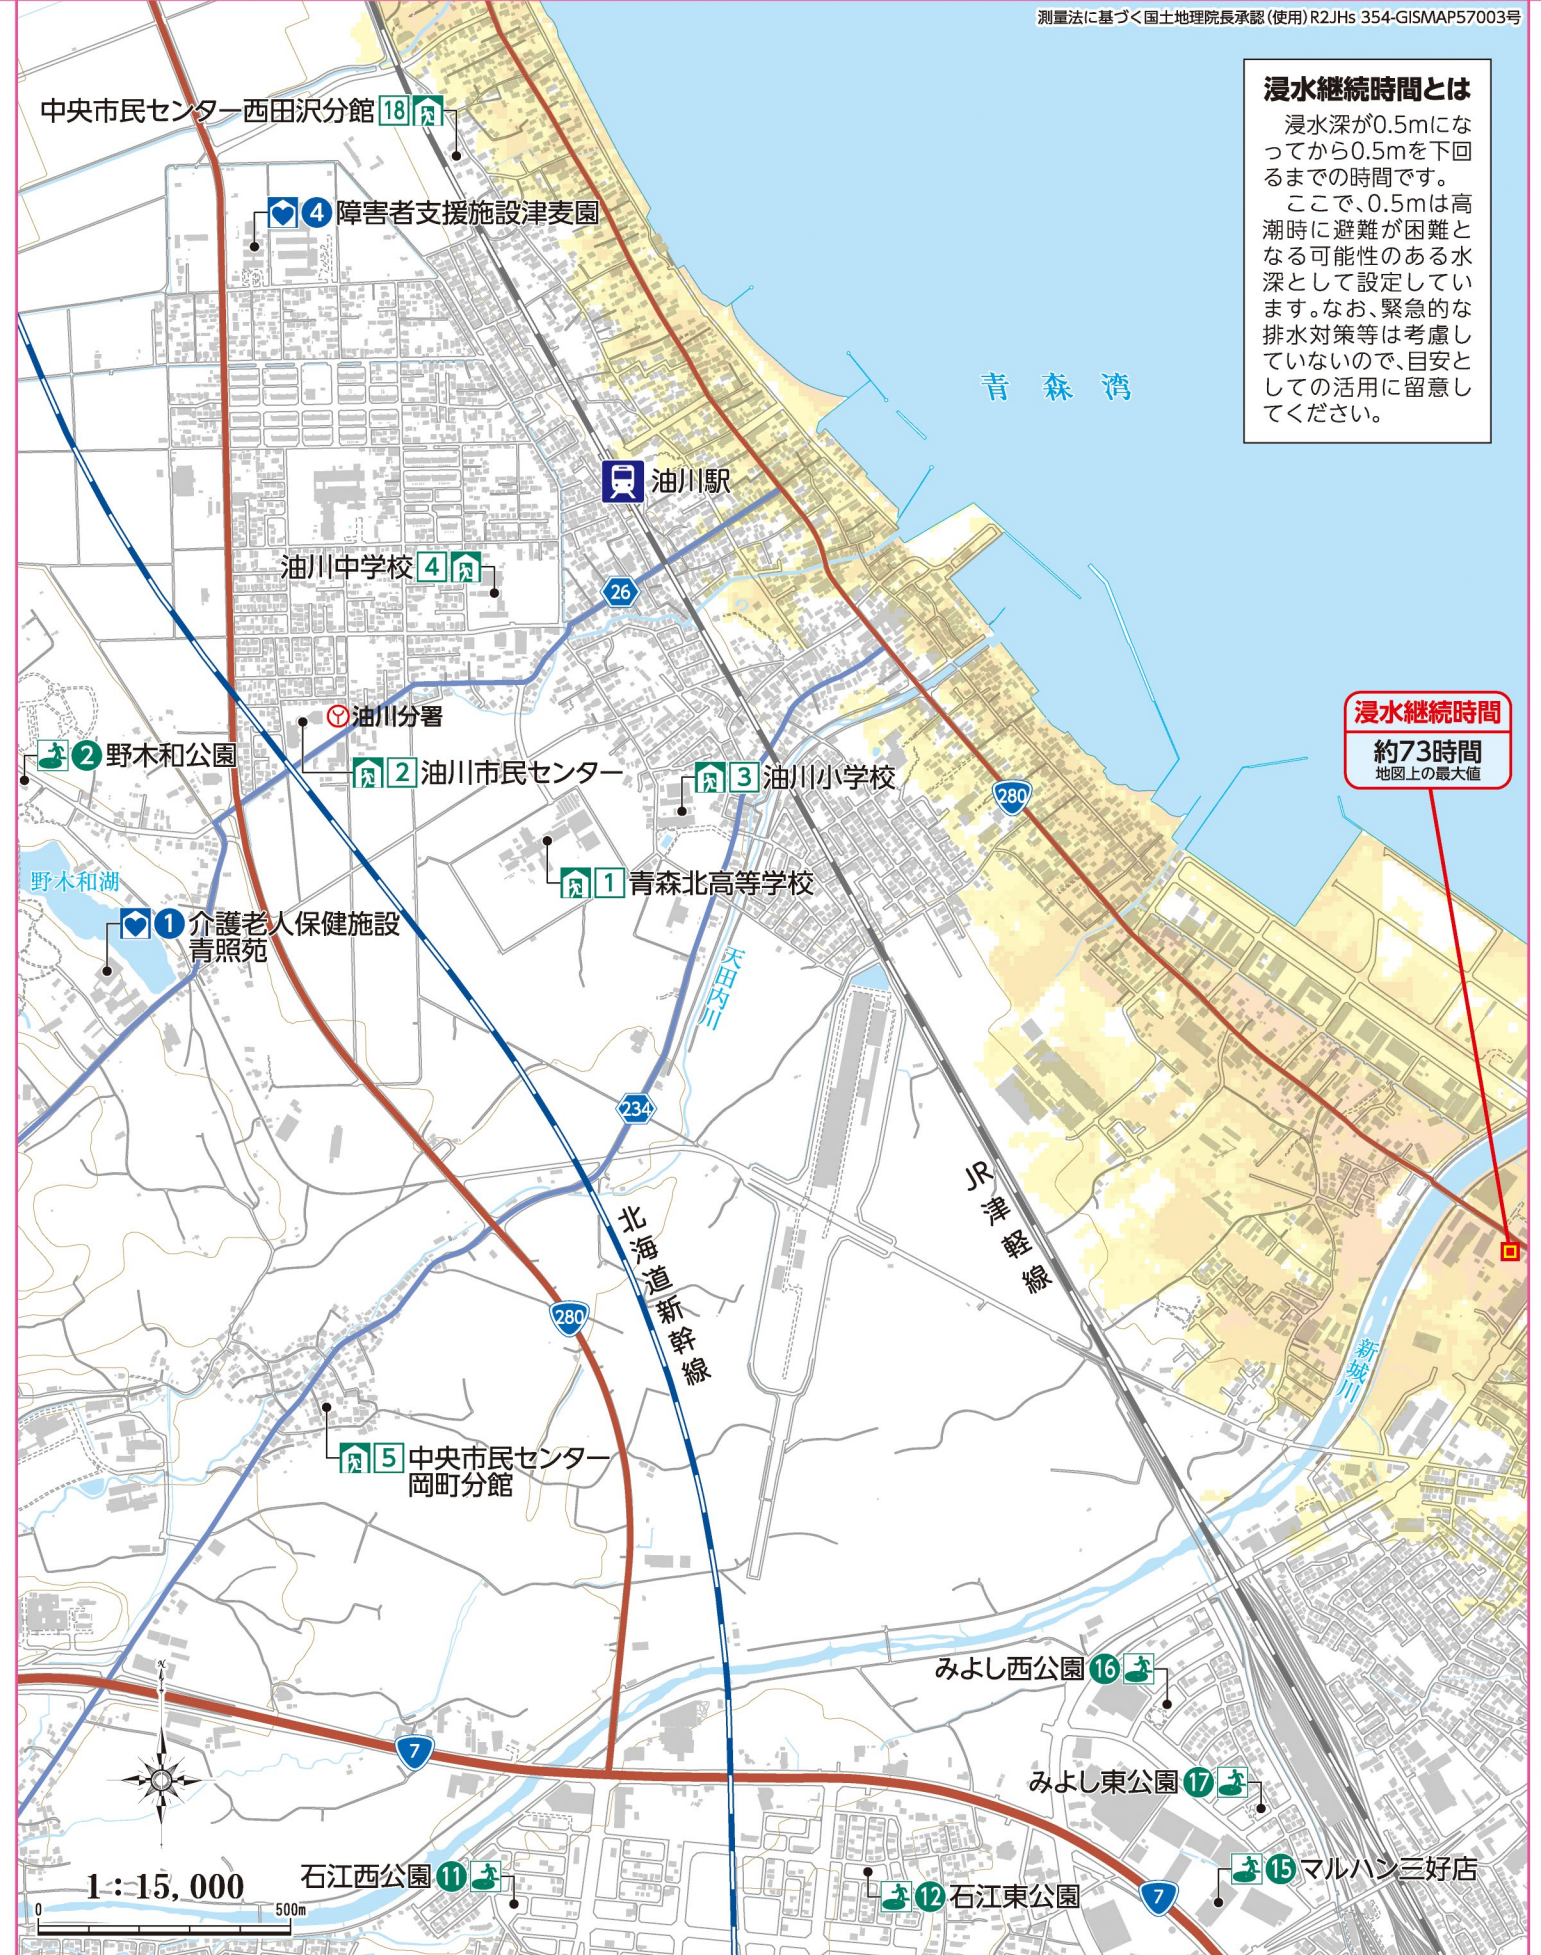 測量法に基づく国土地理院長承認(使用)R2JHs 354-GISMAP57003号
浸水継続時間とは
浸水深が0.5mにな
ってから0.5mを下回
るまでの時間です。
ここで、0.5mは高
潮時に避難が困難と
なる可能性のある水
深として設定してい
ます。なお、緊急的な
排水対策等は考慮し
ていないので、目安と
しての活用に留意し
てください。
中央市民センター西田沢分館 18
4 障害者支援施設津麦園
青森湾
油川駅
油川中学校 4
26
油川分署
2 野木和公園
2 油川市民センター
3 油川小学校
浸水継続時間
約73時間
地図上の最大値
280
野木和湖
1 青森北高等学校
1 介護老人保健施設
青照苑
天田内川
234
JR津軽線
北海道新幹線
280
新城川
5 中央市民センター
岡町分館
みよし西公園 16
N
7
みよし東公園 17
石江西公園 11
15 マルハン三好店
12 石江東公園
7
1:15,000
0 500m